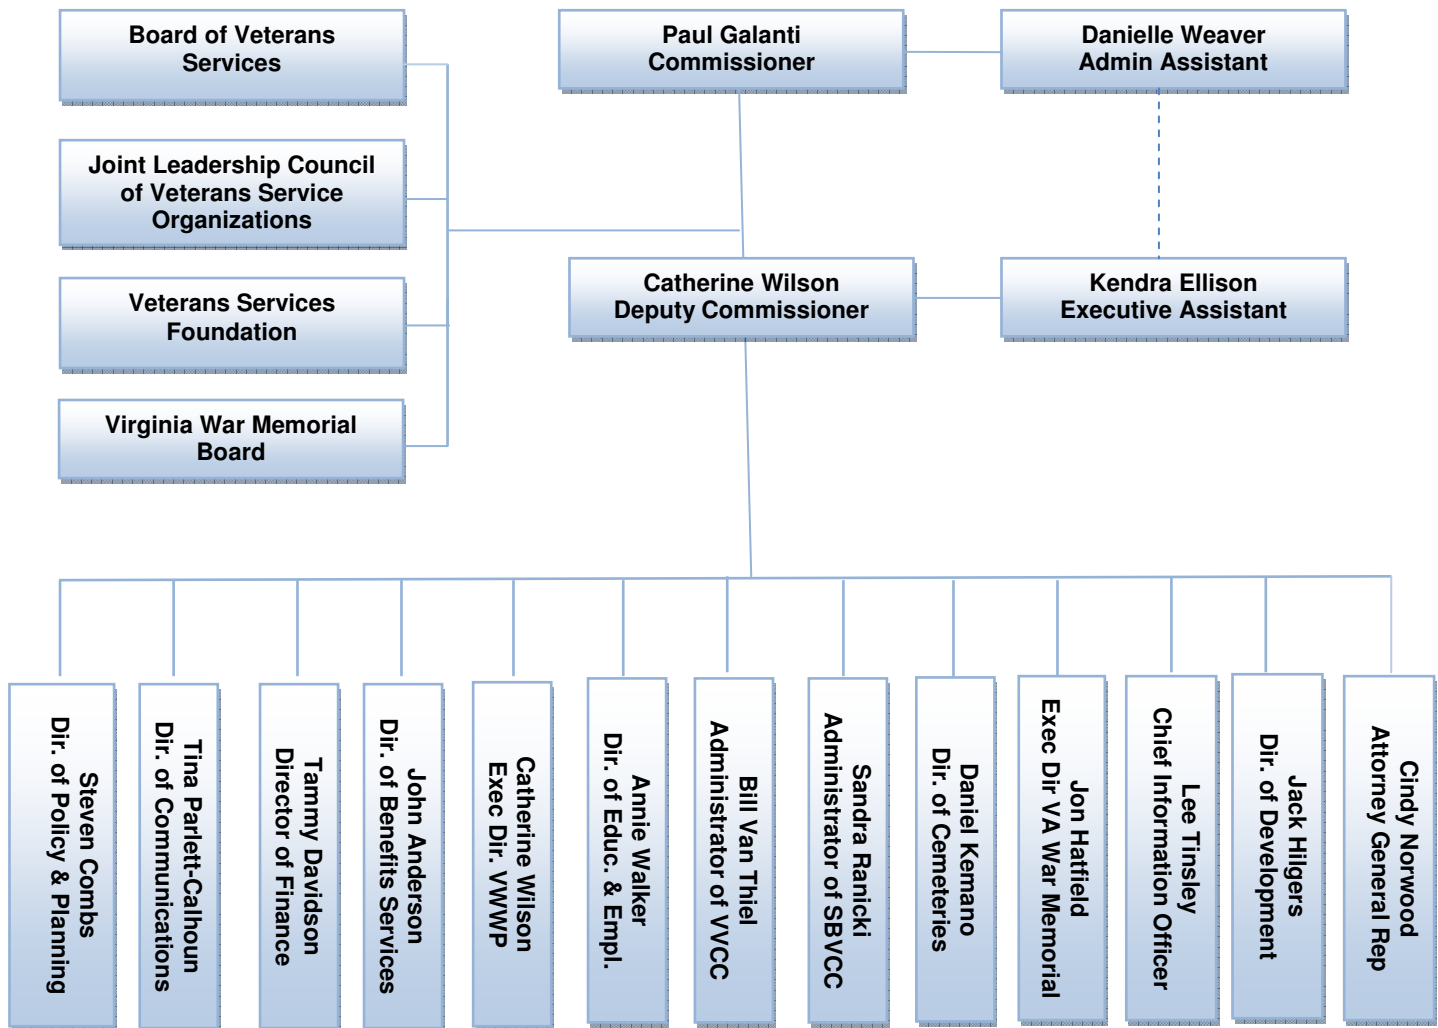 Board of Veterans
Services
Paul Galanti
Commissioner
Danielle Weaver
Admin Assistant
Joint Leadership Council
of Veterans Service
Organizations
Veterans Services
Foundation
Catherine Wilson
Deputy Commissioner
Kendra Ellison
Executive Assistant
Virginia War Memorial
Board
Steven Combs
Dir. of Policy & Planning
Tina Parlett-Calhoun
Dir. of Communications
Tammy Davidson
Director of Finance
John Anderson
Dir. of Benefits Services
Catherine Wilson
Exec Dir. VWWP
Annie Walker
Dir. of Educ. & Empl.
Bill Van Thiel
Administrator of VVCC
Sandra Ranicki
Administrator of SBVCC
Daniel Kemano
Dir. of Cemeteries
Jon Hatfield
Exec Dir VA War Memorial
Lee Tinsley
Chief Information Officer
Jack Hilgers
Dir. of Development
Cindy Norwood
Attorney General Rep